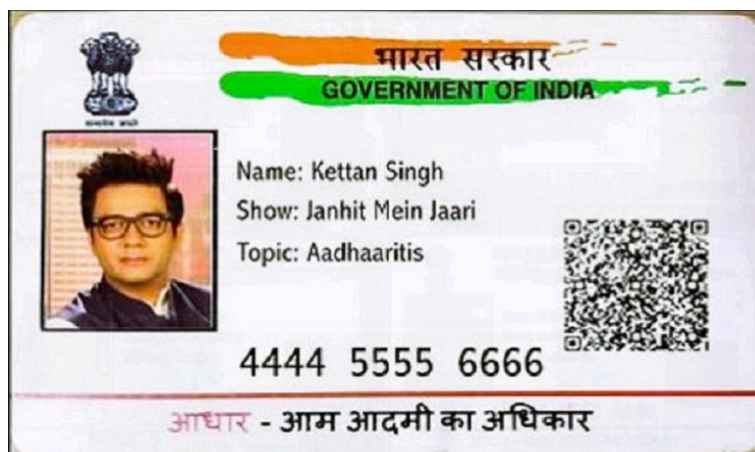 भारत सरकार
GOVERNMENT OF INDIA
Name: Kettan Singh
Show: Janhit Mein Jaari
Topic: Aadhaaritis
4444 5555 6666
आधार - आम आदमी का अधिकार